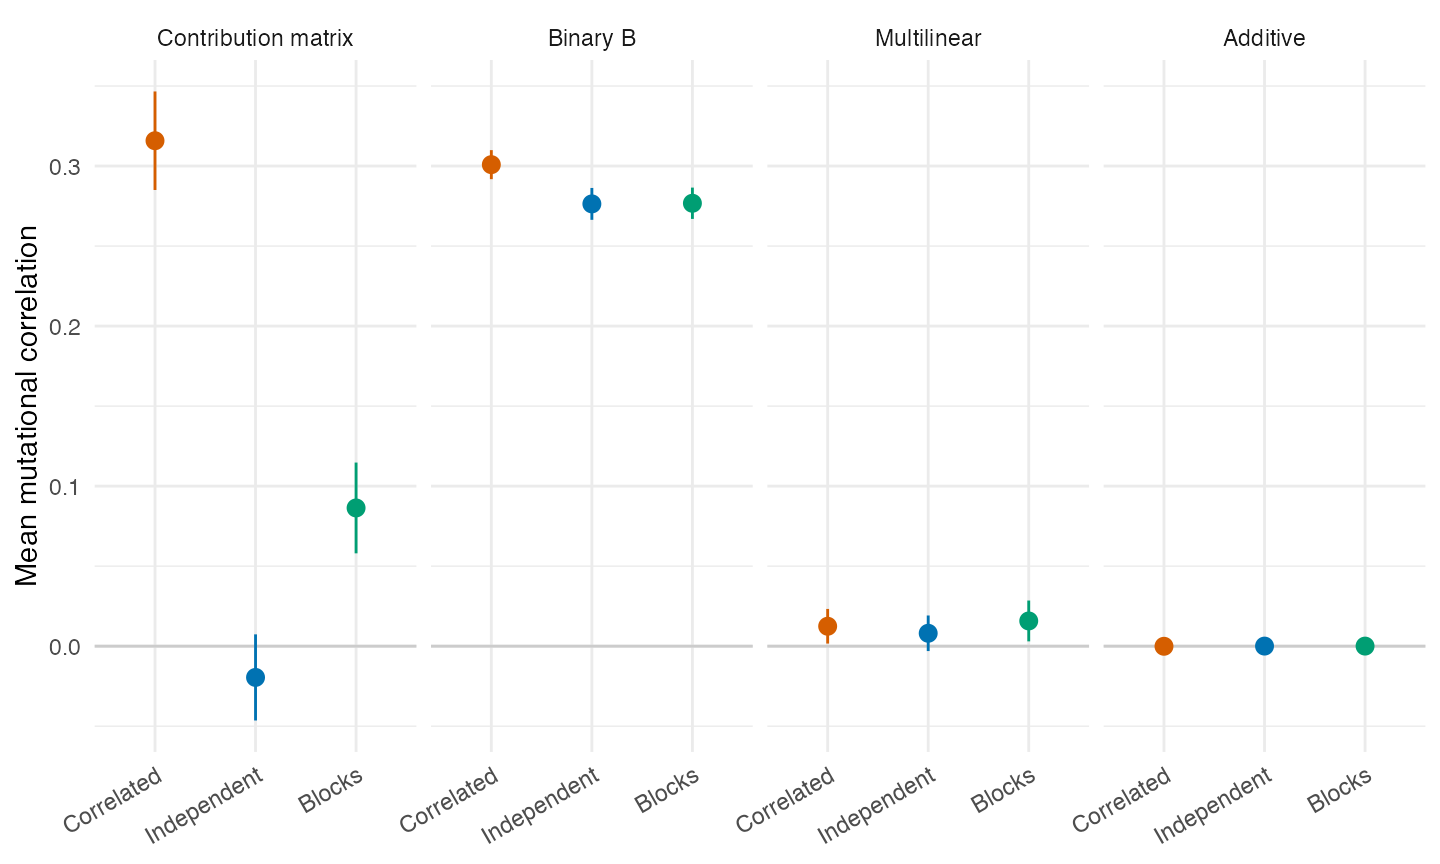 Contribution matrix
Binary B
Multilinear
Additive
Mean mutational correlation
0.3
0.2
0.1
0.0
Correlated
Independent
Blocks
Correlated
Independent
Blocks
Correlated
Independent
Blocks
Correlated
Independent
Blocks